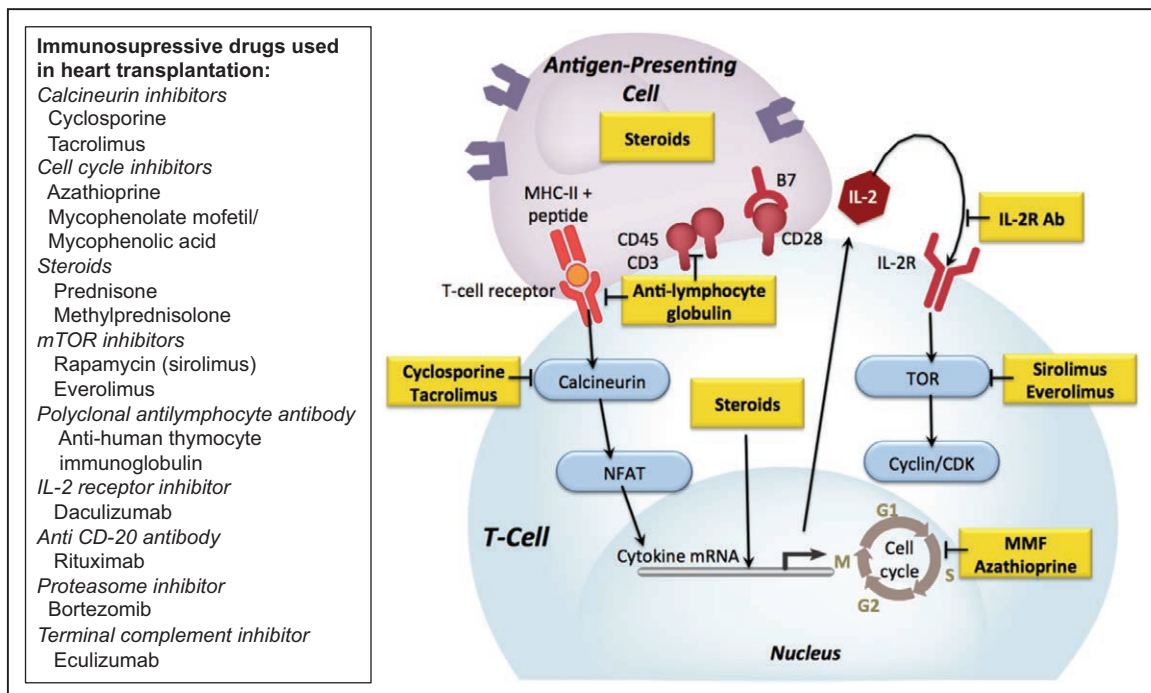 Immunosupressive drugs used
in heart transplantation:
Calcineurin inhibitors
Cyclosporine
Tacrolimus
Cell cycle inhibitors
Azathioprine
Mycophenolate mofetil/
Mycophenolic acid
Steroids
Prednisone
Methylprednisolone
mTOR inhibitors
Rapamycin (sirolimus)
Everolimus
Polyclonal antilymphocyte antibody
Anti-human thymocyte
immunoglobulin
IL-2 receptor inhibitor
Daculizumab
Anti CD-20 antibody
Rituximab
Proteasome inhibitor
Bortezomib
Terminal complement inhibitor
Eculizumab
Antigen-Presenting
Cell
Steroids
MHC-II +
peptide
B7
CD45
CD3
CD28
T-cell receptor
Anti-lymphocyte
globulin
IL-2
IL-2R Ab
IL-2R
Cyclosporine
Tacrolimus
Calcineurin
Steroids
TOR
Sirolimus
Everolimus
NFAT
Cyclin/CDK
T-Cell
Cytokine mRNA
G1
M
Cell
cycle
S
G2
MMF
Azathioprine
Nucleus